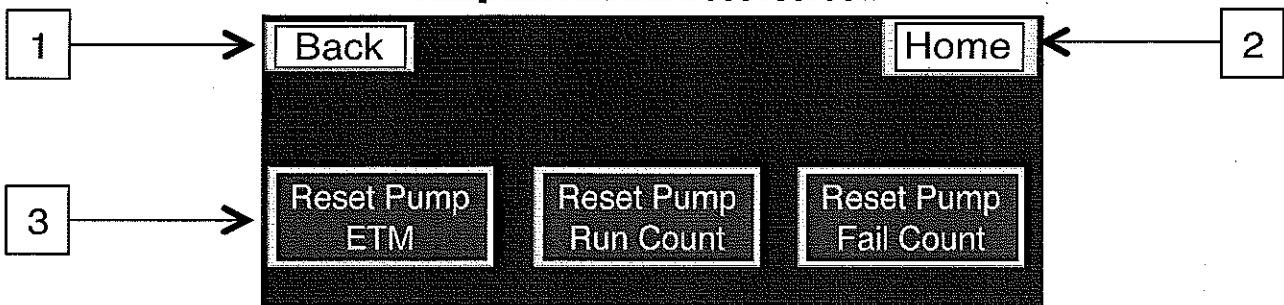 1
Back
Home
2
3
Reset Pump
ETM
Reset Pump
Run Count
Reset Pump
Fail Count